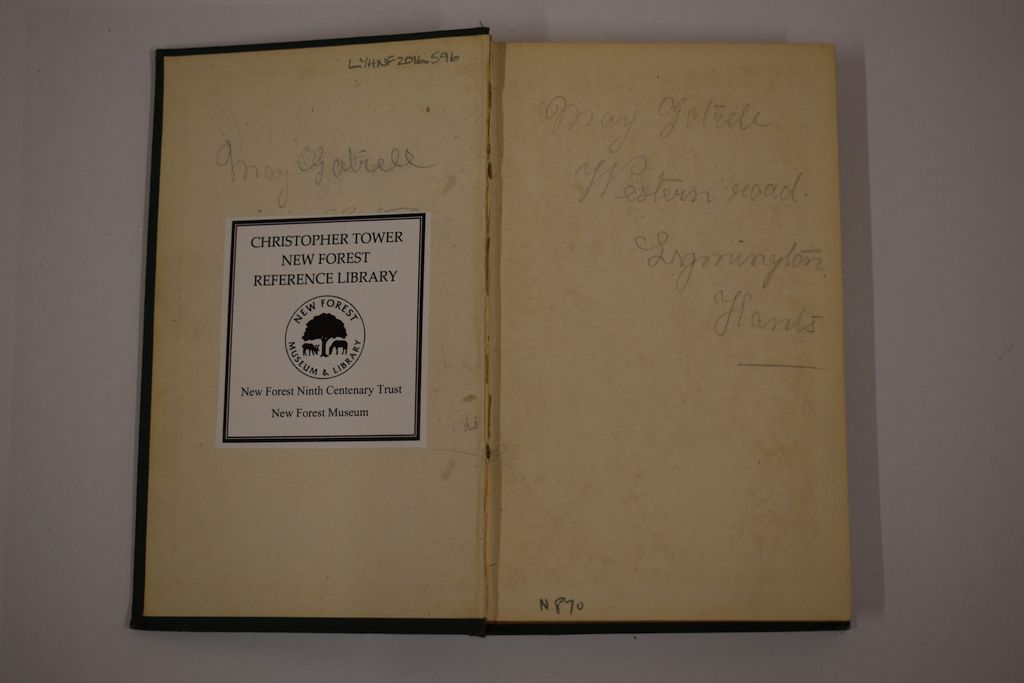 LYHNF2016.596
May Gatrell
CHRISTOPHER TOWER
NEW FOREST
REFERENCE LIBRARY
NEW FOREST
MUSEUM & LIBRARY
New Forest Ninth Centenary Trust
New Forest Museum
May Gatrell
Western road.
Lymington
Hants
N870